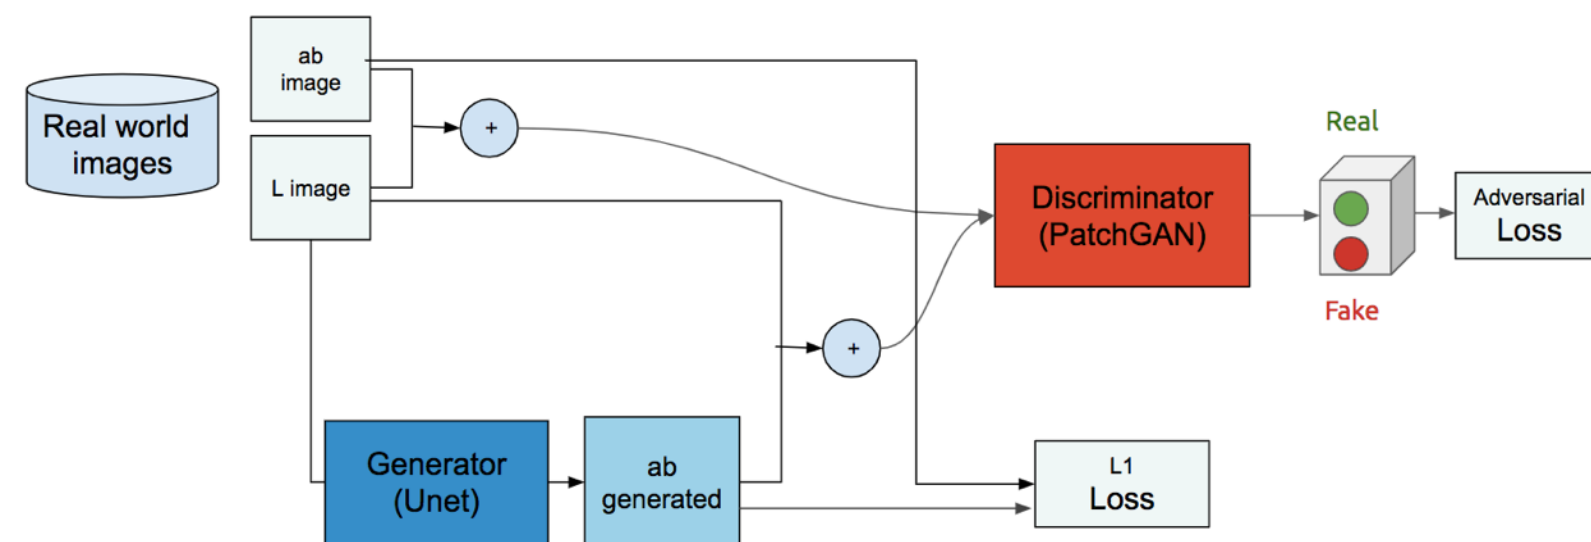 Real world
images
ab
image
L image
+
+
Generator
(Unet)
ab
generated
Discriminator
(PatchGAN)
Real
Fake
Adversarial
Loss
L1
Loss